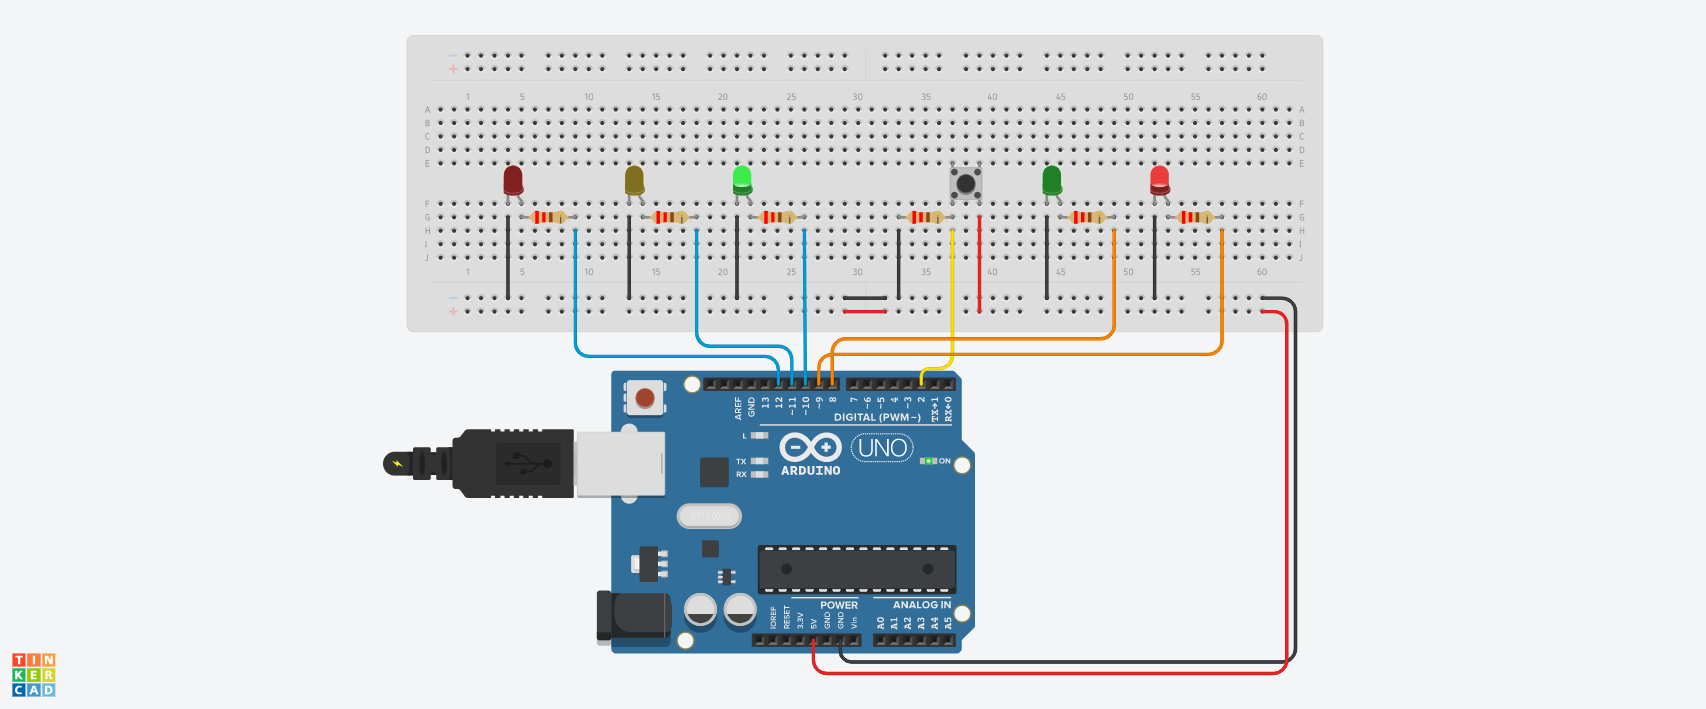 −
+
1 5 10 15 20 25 30 35 40 45 50 55 60
A A
B B
C C
D D
E E
F F
G G
H H
I I
J J
1 5 10 15 20 25 30 35 40 45 50 55 60
−
+
AREF GND 13 12 ~11 ~10 ~9 8 7 ~6 ~5 4 ~3 2 TX→1 RX←0
DIGITAL (PWM~)
L
TX
RX
ARDUINO
UNO
ON
POWER
ANALOG IN
IOREF RESET 3.3V 5V GND GND Vin A0 A1 A2 A3 A4 A5
TIN
KER
CAD